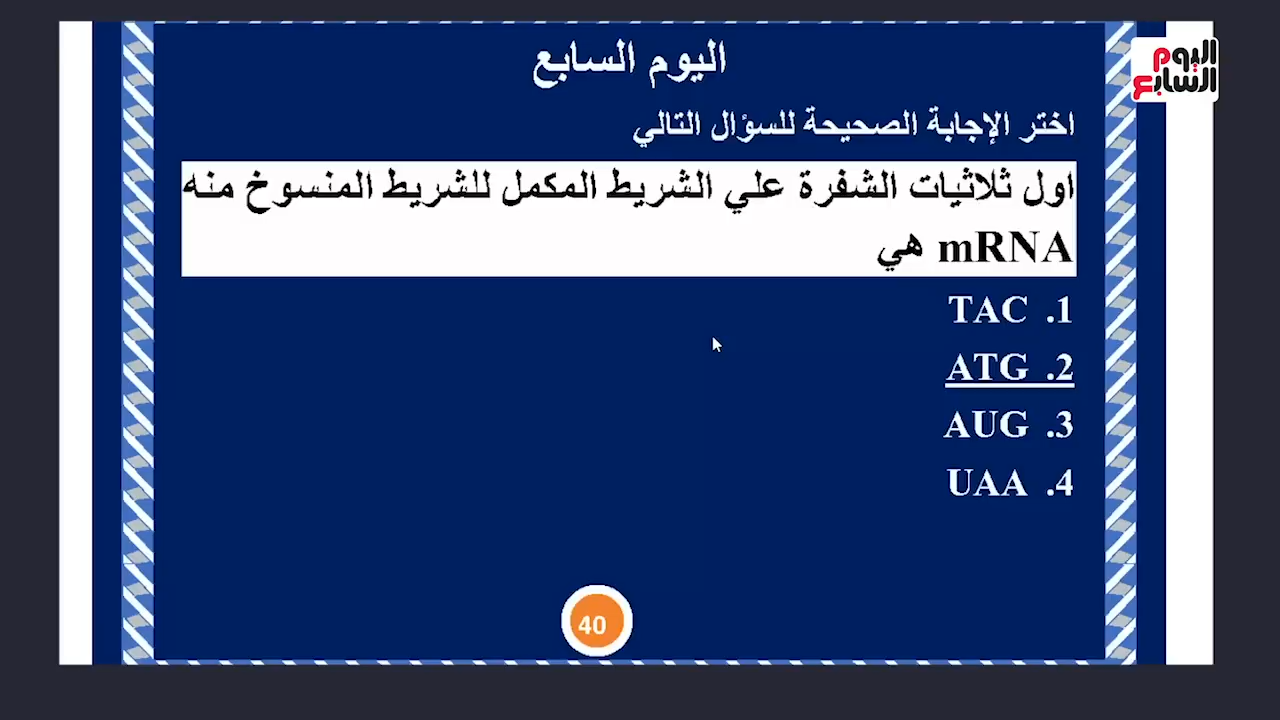 اليوم السابع
اليوم السابع
اختر الإجابة الصحيحة للسؤال التالي
اول ثلاثيات الشفرة علي الشريط المكمل للشريط المنسوخ منه
mRNA هي
1. TAC
2. ATG
3. AUG
4. UAA
40